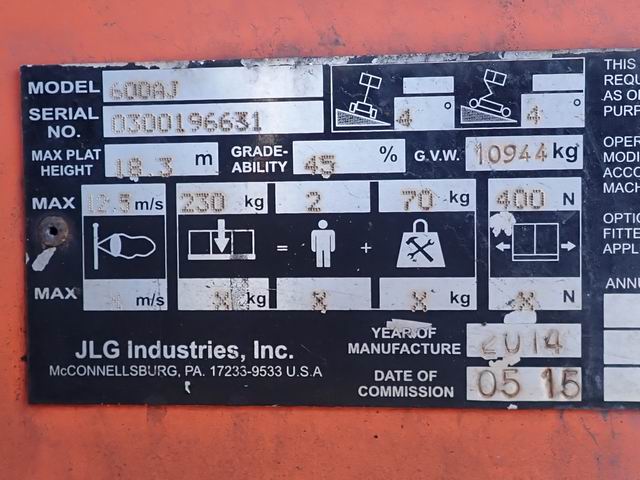 MODEL 600AJ
SERIAL NO. 0300196631
4° 4°
MAX PLAT HEIGHT 18.3 m
GRADE-ABILITY 45 %
G.V.W. 10944 kg
MAX 12.5 m/s 230 kg 2 70 kg 400 N
= +
MAX X m/s X kg X X kg X N
JLG Industries, Inc.
McCONNELLSBURG, PA. 17233-9533 U.S.A
YEAR OF MANUFACTURE 2014
DATE OF COMMISSION 05 15
THIS
REQU
AS OF
PURP
OPER
MODI
ACCO
MACH
OPTIO
FITTE
APPL
ANNU